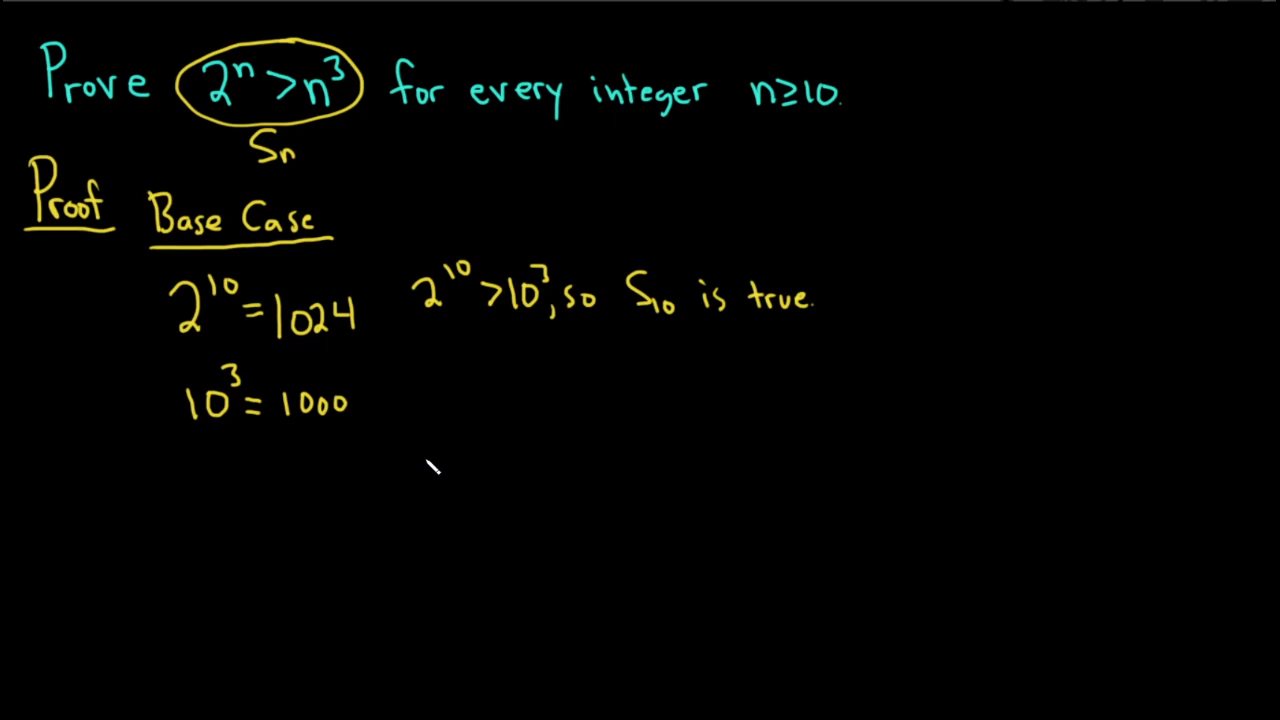 Prove 2ⁿ > n³ for every integer n ≥ 10.
Sₙ
Proof Base Case
2¹⁰ = 1024 2¹⁰ > 10³, so S₁₀ is true.
10³ = 1000